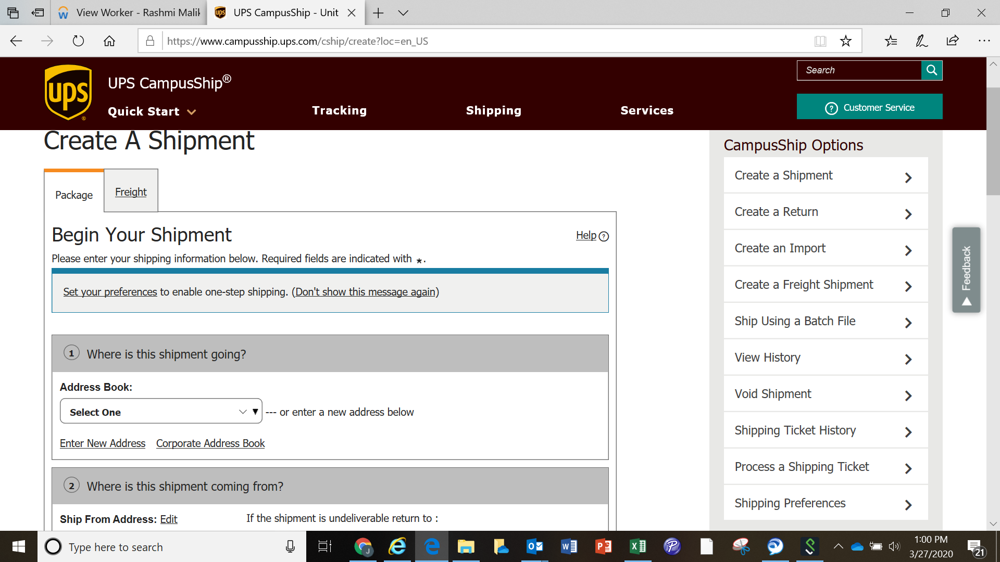 View Worker - Rashmi Malik
UPS CampusShip - Unit
https://www.campusship.ups.com/cship/create?loc=en_US
ups
UPS CampusShip®
Search
Quick Start
Tracking
Shipping
Services
? Customer Service
Create A Shipment
Package
Freight
Begin Your Shipment
Help ?
Please enter your shipping information below. Required fields are indicated with *.
Set your preferences to enable one-step shipping. (Don't show this message again)
1 Where is this shipment going?
Address Book:
Select One
--- or enter a new address below
Enter New Address
Corporate Address Book
2 Where is this shipment coming from?
Ship From Address: Edit
If the shipment is undeliverable return to :
CampusShip Options
Create a Shipment
Create a Return
Create an Import
Create a Freight Shipment
Ship Using a Batch File
View History
Void Shipment
Shipping Ticket History
Process a Shipping Ticket
Shipping Preferences
Feedback
Type here to search
1:00 PM
3/27/2020
21